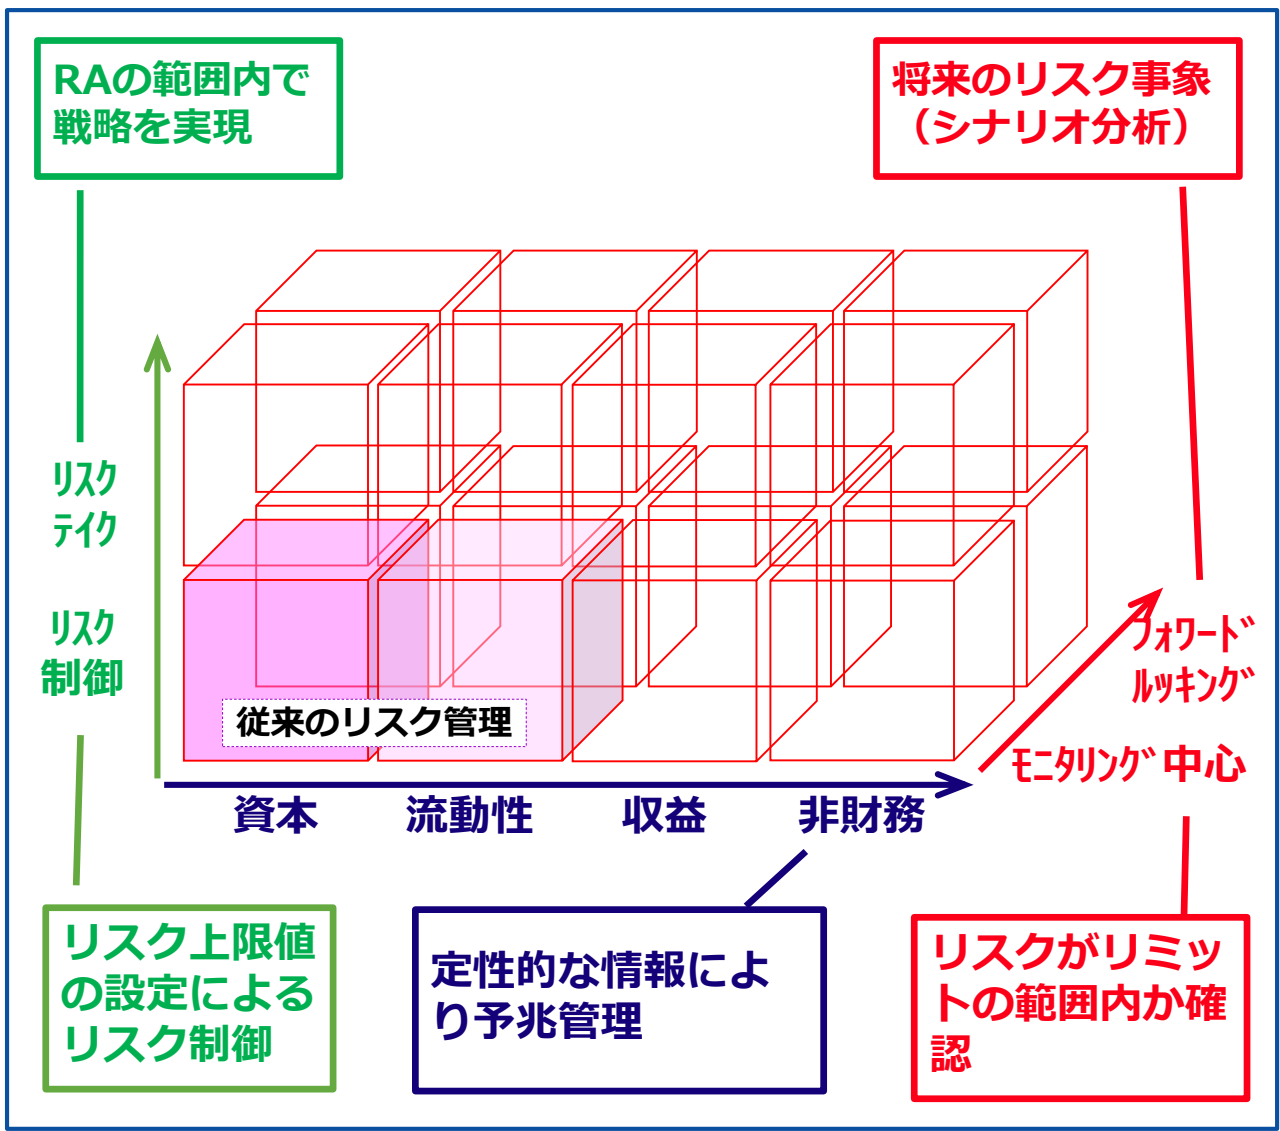 RAの範囲内で
戦略を実現
将来のリスク事象
（シナリオ分析）
ﾘｽｸ
ﾃｲｸ
ﾘｽｸ
制御
従来のリスク管理
ﾌｫﾜｰﾄﾞ
ﾙｯｷﾝｸﾞ
ﾓﾆﾀﾘﾝｸﾞ中心
資本
流動性
収益
非財務
リスク上限値
の設定による
リスク制御
定性的な情報によ
り予兆管理
リスクがリミッ
トの範囲内か確
認